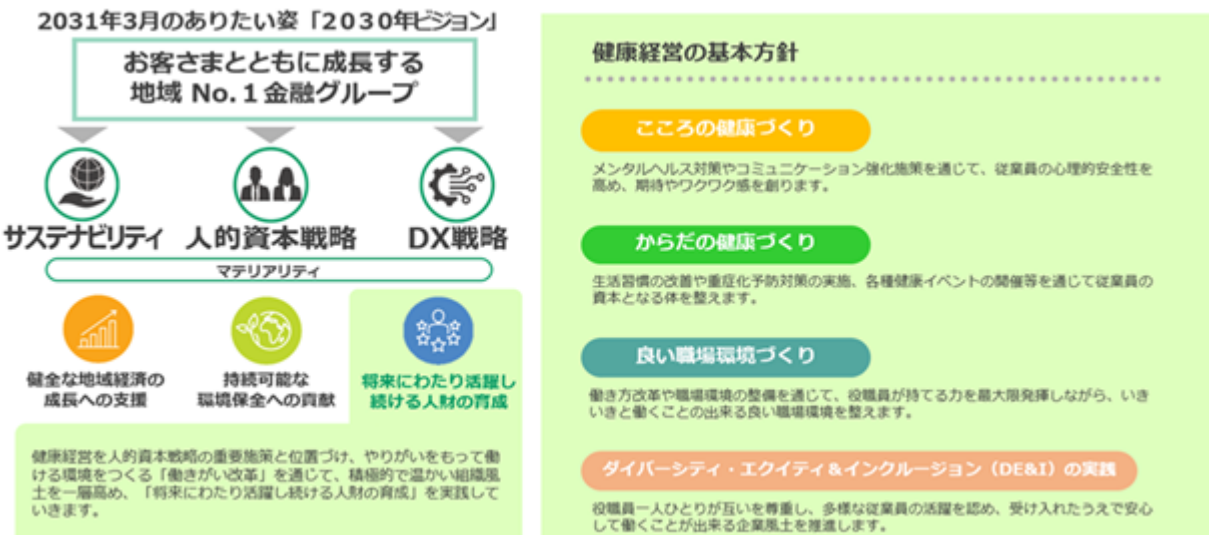 2031年3月のありたい姿「2030年ビジョン」
お客さまとともに成長する
地域 No.1金融グループ
サステナビリティ
人的資本戦略
DX戦略
マテリアリティ
健全な地域経済の
成長への支援
持続可能な
環境保全への貢献
将来にわたり活躍し
続ける人財の育成
健康経営を人的資本戦略の重要施策と位置づけ、やりがいをもって働
ける環境をつくる「働きがい改革」を通じて、積極的で温かい組織風
土を一層高め、「将来にわたり活躍し続ける人財の育成」を実践して
いきます。
健康経営の基本方針
こころの健康づくり
メンタルヘルス対策やコミュニケーション強化施策を通じて、従業員の心理的安全性を
高め、期待やワクワク感を創ります。
からだの健康づくり
生活習慣の改善や重症化予防対策の実施、各種健康イベントの開催等を通じて従業員の
資本となる体を整えます。
良い職場環境づくり
働き方改革や職場環境の整備を通じて、役職員が持てる力を最大限発揮しながら、いき
いきと働くことの出来る良い職場環境を整えます。
ダイバーシティ・エクイティ＆インクルージョン（DE&I）の実践
役職員一人ひとりが互いを尊重し、多様な従業員の活躍を認め、受け入れたうえで安心
して働くことが出来る企業風土を推進します。